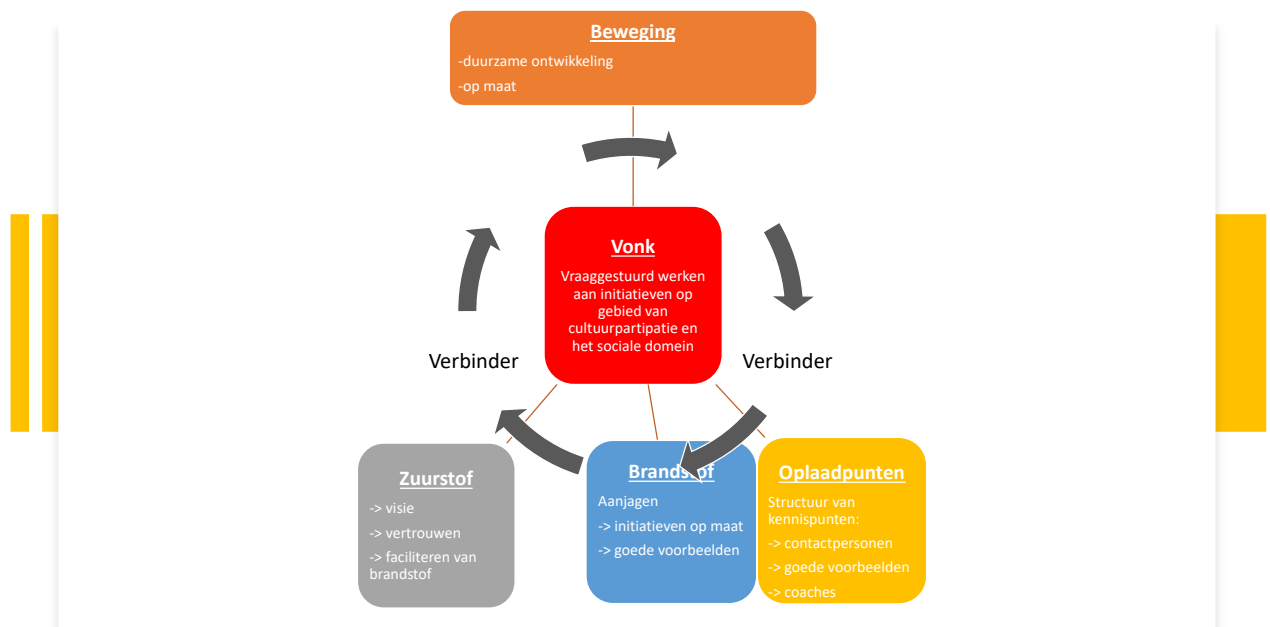 Beweging
-duurzame ontwikkeling
-op maat
Vonk
Vraaggestuurd werken
aan initiatieven op
gebied van
cultuurpartipatie en
het sociale domein
Verbinder
Verbinder
Zuurstof
-> visie
-> vertrouwen
-> faciliteren van
brandstof
Brandstof
Aanjagen
-> initiatieven op maat
-> goede voorbeelden
Oplaadpunten
Structuur van
kennispunten:
-> contactpersonen
-> goede voorbeelden
-> coaches